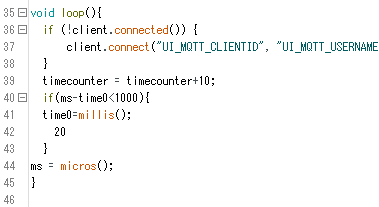 35 void loop(){
36 if (!client.connected()) {
37 client.connect("UI_MQTT_CLIENTID", "UI_MQTT_USERNAME
38 }
39 timecounter = timecounter+10;
40 if(ms-time0<1000){
41 time0=millis();
42 20
43 }
44 ms = micros();
45 }
46